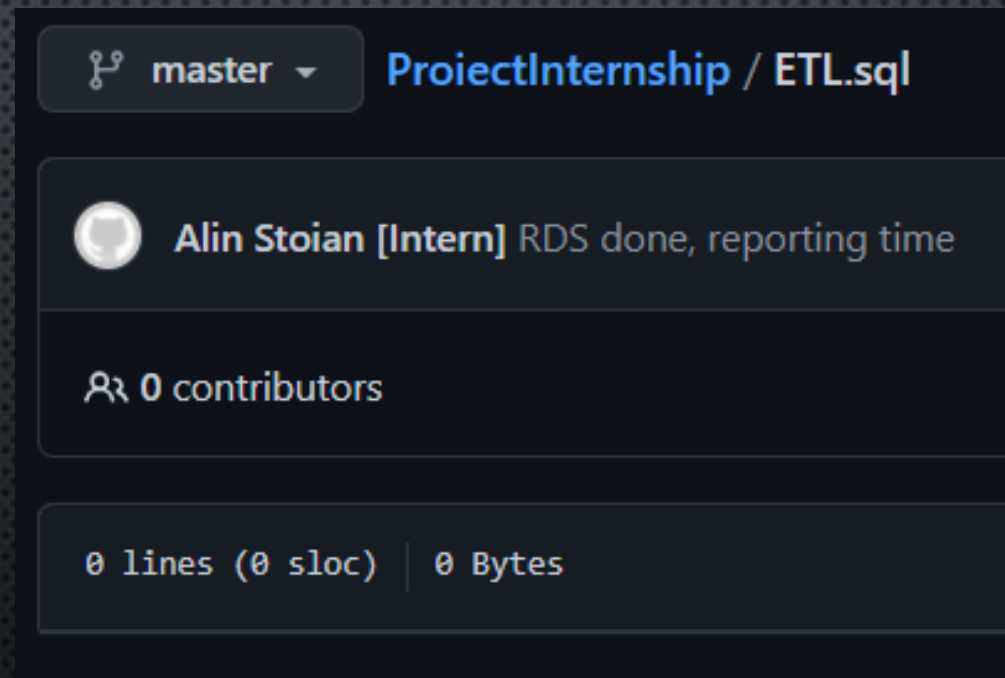 master ProiectInternship / ETL.sql
Alin Stoian [Intern] RDS done, reporting time
0 contributors
0 lines (0 sloc) 0 Bytes